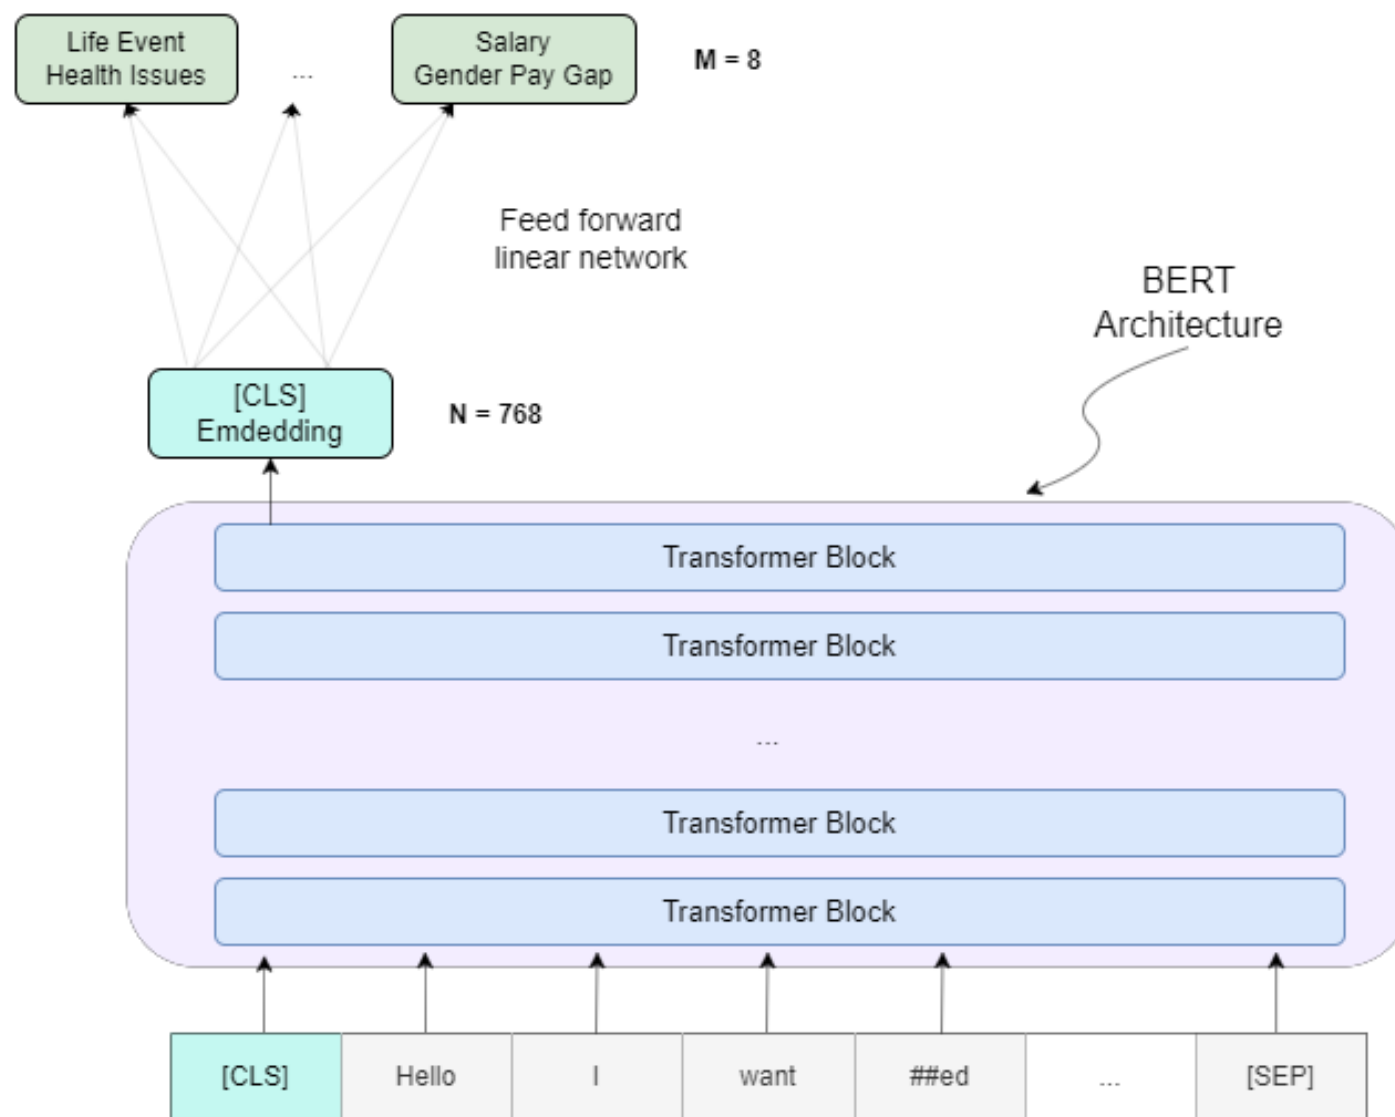 Life Event
Health Issues
...
Salary
Gender Pay Gap
M = 8
Feed forward
linear network
BERT
Architecture
[CLS]
Emdedding
N = 768
Transformer Block
Transformer Block
...
Transformer Block
Transformer Block
[CLS] Hello I want ##ed ... [SEP]